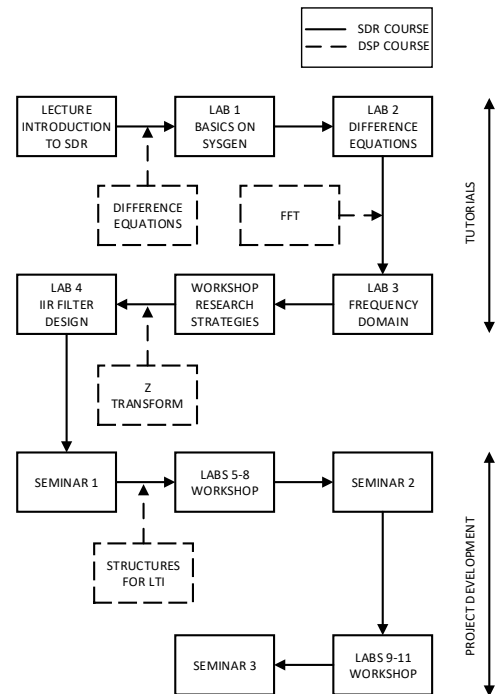 SDR COURSE
DSP COURSE
LECTURE
INTRODUCTION
TO SDR
LAB 1
BASICS ON
SYSGEN
LAB 2
DIFFERENCE
EQUATIONS
DIFFERENCE
EQUATIONS
FFT
TUTORIALS
LAB 4
IIR FILTER
DESIGN
WORKSHOP
RESEARCH
STRATEGIES
LAB 3
FREQUENCY
DOMAIN
Z
TRANSFORM
SEMINAR 1
LABS 5-8
WORKSHOP
SEMINAR 2
STRUCTURES
FOR LTI
PROJECT DEVELOPMENT
SEMINAR 3
LABS 9-11
WORKSHOP